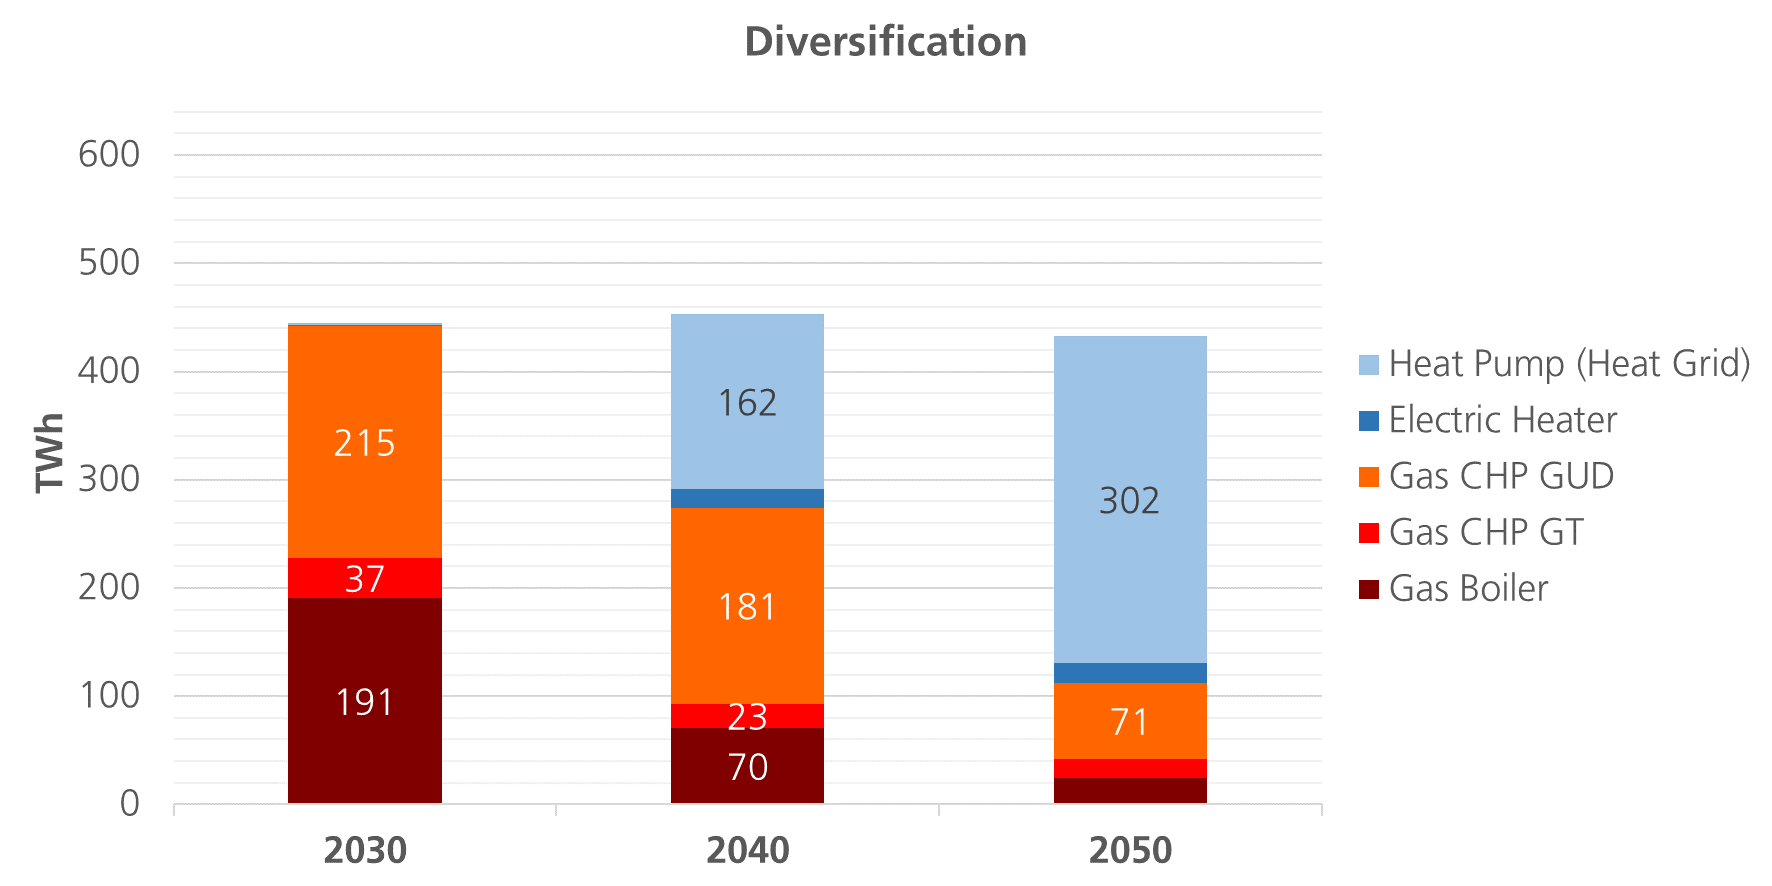 Diversification
TWh
600
500
400
300
200
100
0
215
37
191
162
181
23
70
302
71
2030
2040
2050
Heat Pump (Heat Grid)
Electric Heater
Gas CHP GUD
Gas CHP GT
Gas Boiler